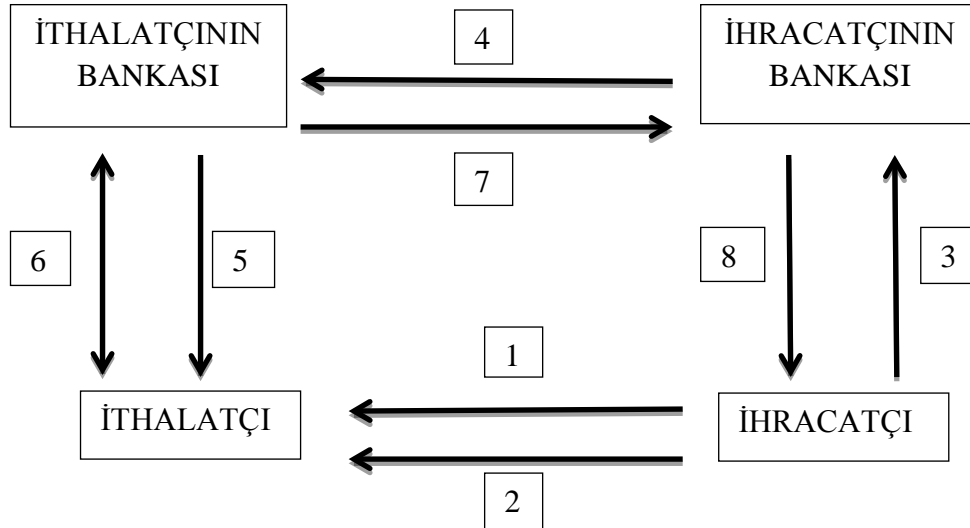 İTHALATÇININ
BANKASI
4
İHRACATÇININ
BANKASI
7
6
5
8
3
1
İTHALATÇI
İHRACATÇI
2